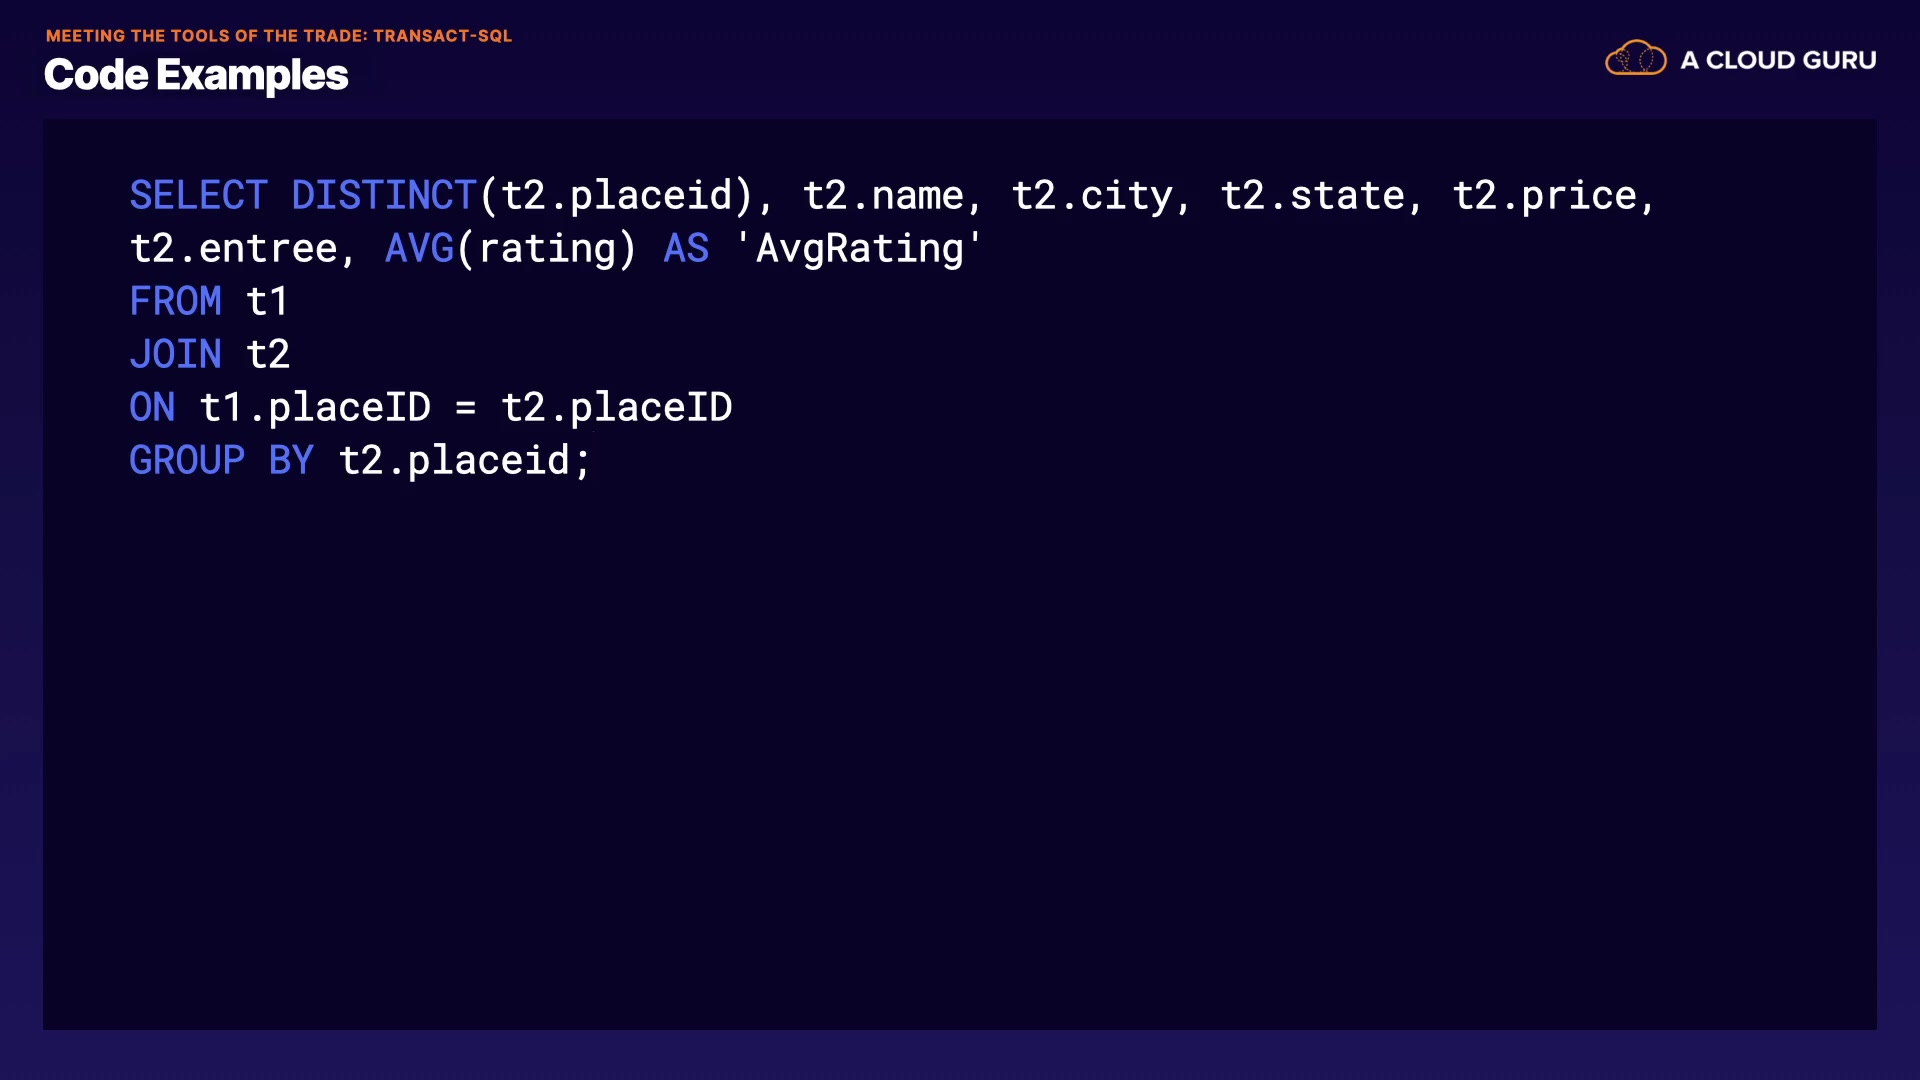 MEETING THE TOOLS OF THE TRADE: TRANSACT-SQL
Code Examples
A CLOUD GURU
SELECT DISTINCT(t2.placeid), t2.name, t2.city, t2.state, t2.price,
t2.entree, AVG(rating) AS 'AvgRating'
FROM t1
JOIN t2
ON t1.placeID = t2.placeID
GROUP BY t2.placeid;